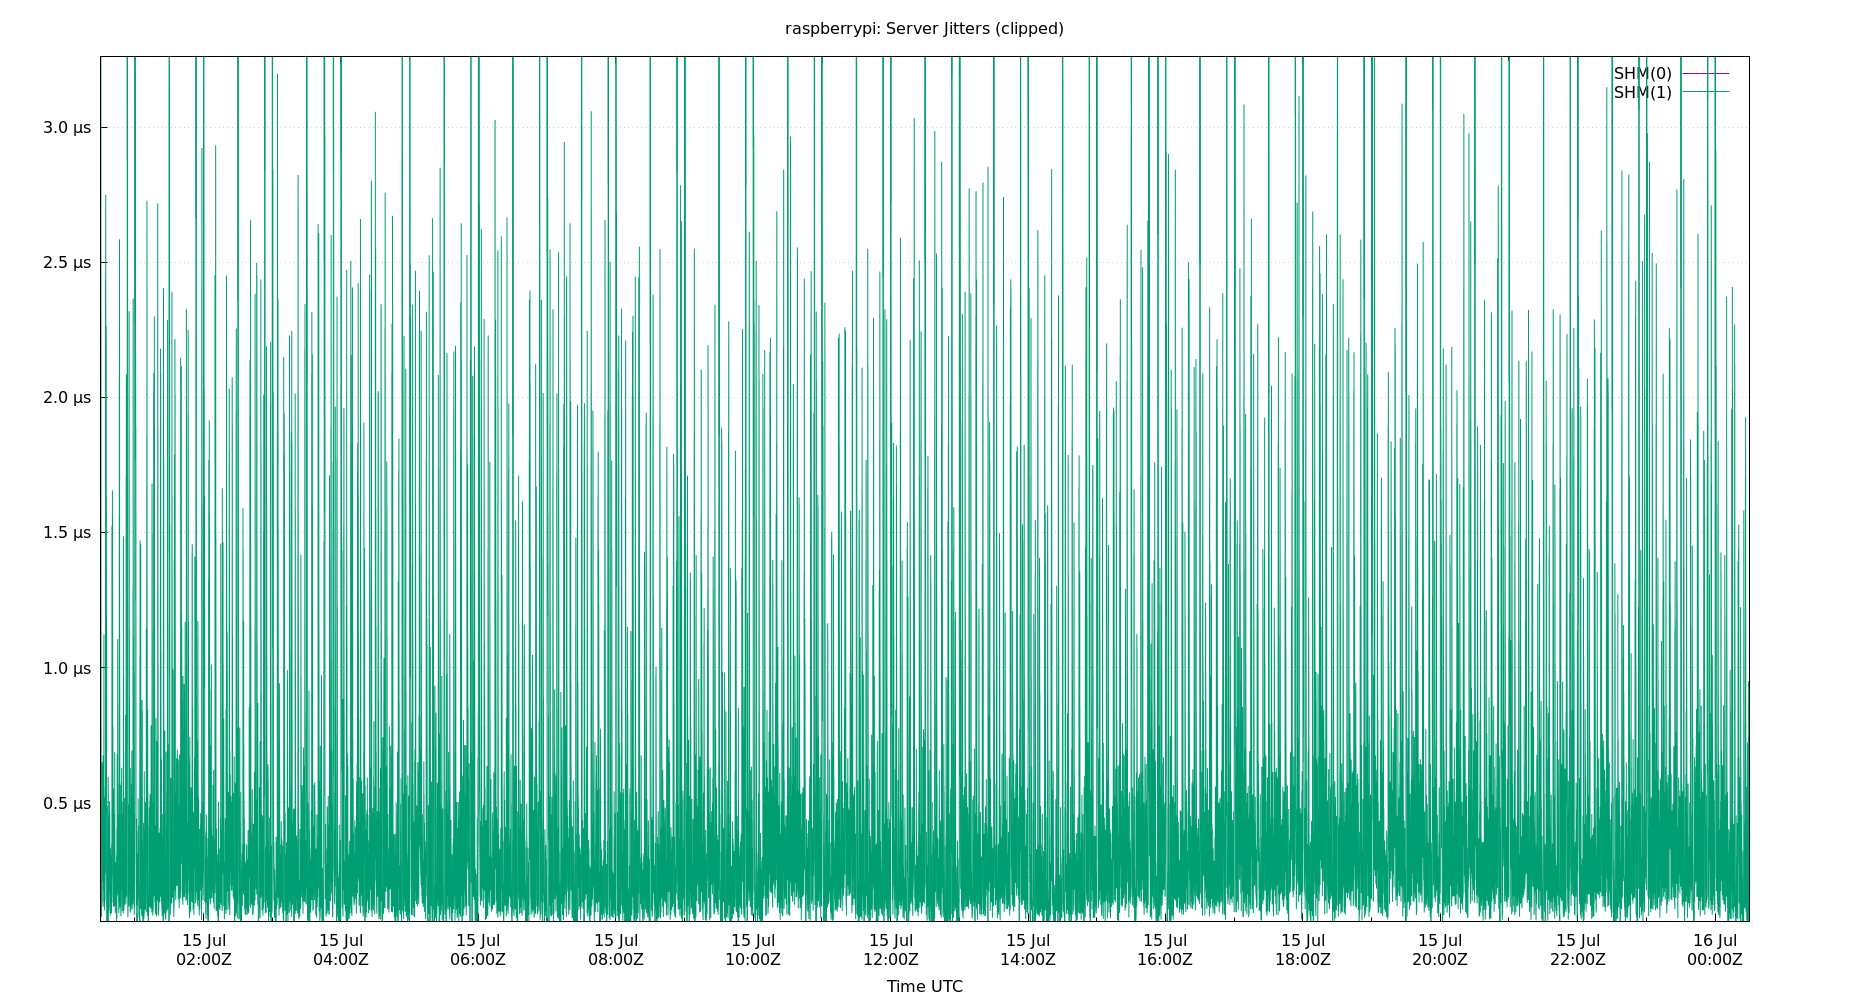 raspberrypi: Server Jitters (clipped)
SHM(0)
SHM(1)
3.0 µs
2.5 µs
2.0 µs
1.5 µs
1.0 µs
0.5 µs
15 Jul 15 Jul 15 Jul 15 Jul 15 Jul 15 Jul 15 Jul 15 Jul 15 Jul 15 Jul 15 Jul 16 Jul
02:00Z 04:00Z 06:00Z 08:00Z 10:00Z 12:00Z 14:00Z 16:00Z 18:00Z 20:00Z 22:00Z 00:00Z
Time UTC